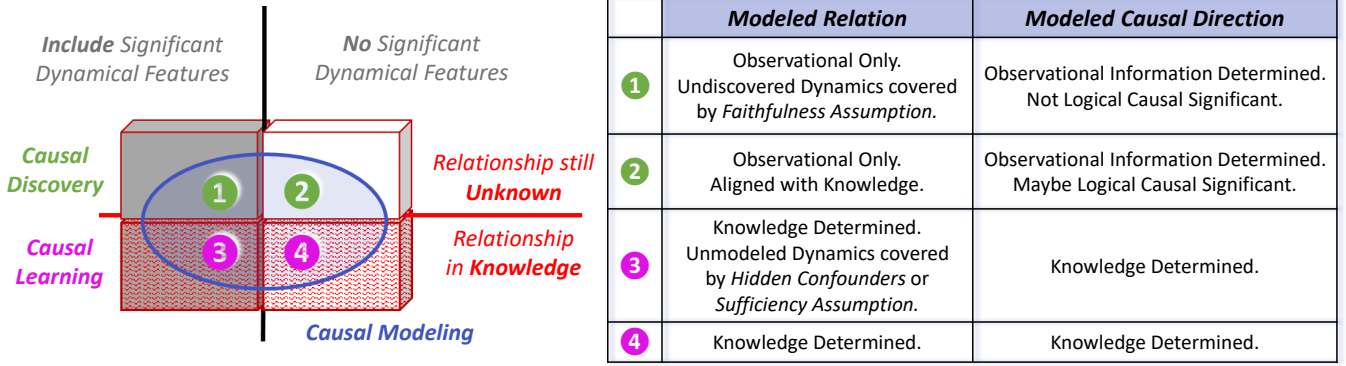 Include Significant
Dynamical Features
No Significant
Dynamical Features
Causal
Discovery
1
2
Relationship still
Unknown
Causal
Learning
3
4
Relationship
in Knowledge
Causal Modeling
Modeled Relation
Modeled Causal Direction
1
Observational Only.
Undiscovered Dynamics covered
by Faithfulness Assumption.
Observational Information Determined.
Not Logical Causal Significant.
2
Observational Only.
Aligned with Knowledge.
Observational Information Determined.
Maybe Logical Causal Significant.
3
Knowledge Determined.
Unmodeled Dynamics covered
by Hidden Confounders or
Sufficiency Assumption.
Knowledge Determined.
4
Knowledge Determined.
Knowledge Determined.